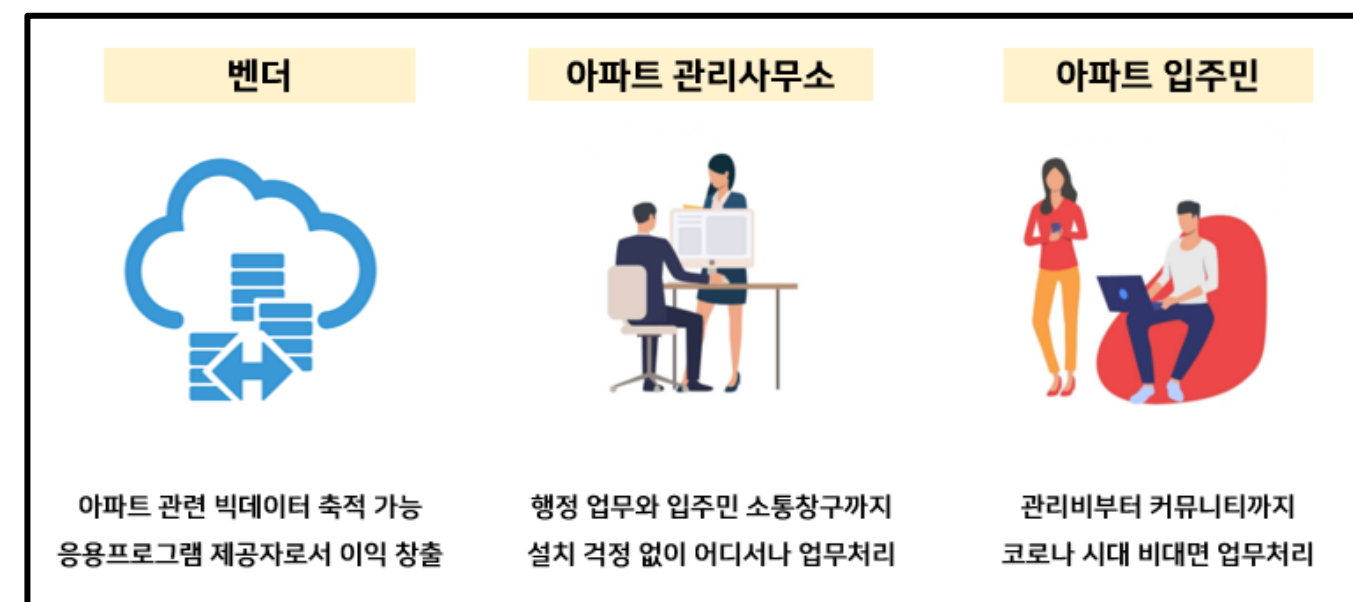 벤더
아파트 관리사무소
아파트 입주민
아파트 관련 빅데이터 축적 가능
응용프로그램 제공자로서 이익 창출
행정 업무와 입주민 소통창구까지
설치 걱정 없이 어디서나 업무처리
관리비부터 커뮤니티까지
코로나 시대 비대면 업무처리